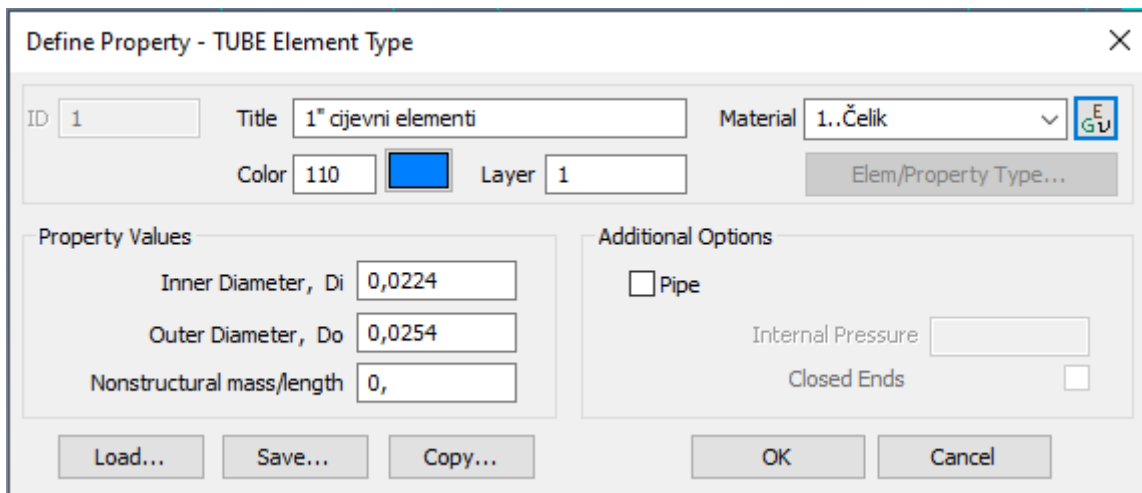 Define Property - TUBE Element Type
ID 1 Title 1" cijevni elementi Material 1..Čelik E G ν
Color 110 Layer 1 Elem/Property Type...
Property Values Additional Options
Inner Diameter, Di 0,0224 Pipe
Outer Diameter, Do 0,0254 Internal Pressure
Nonstructural mass/length 0, Closed Ends
Load... Save... Copy... OK Cancel